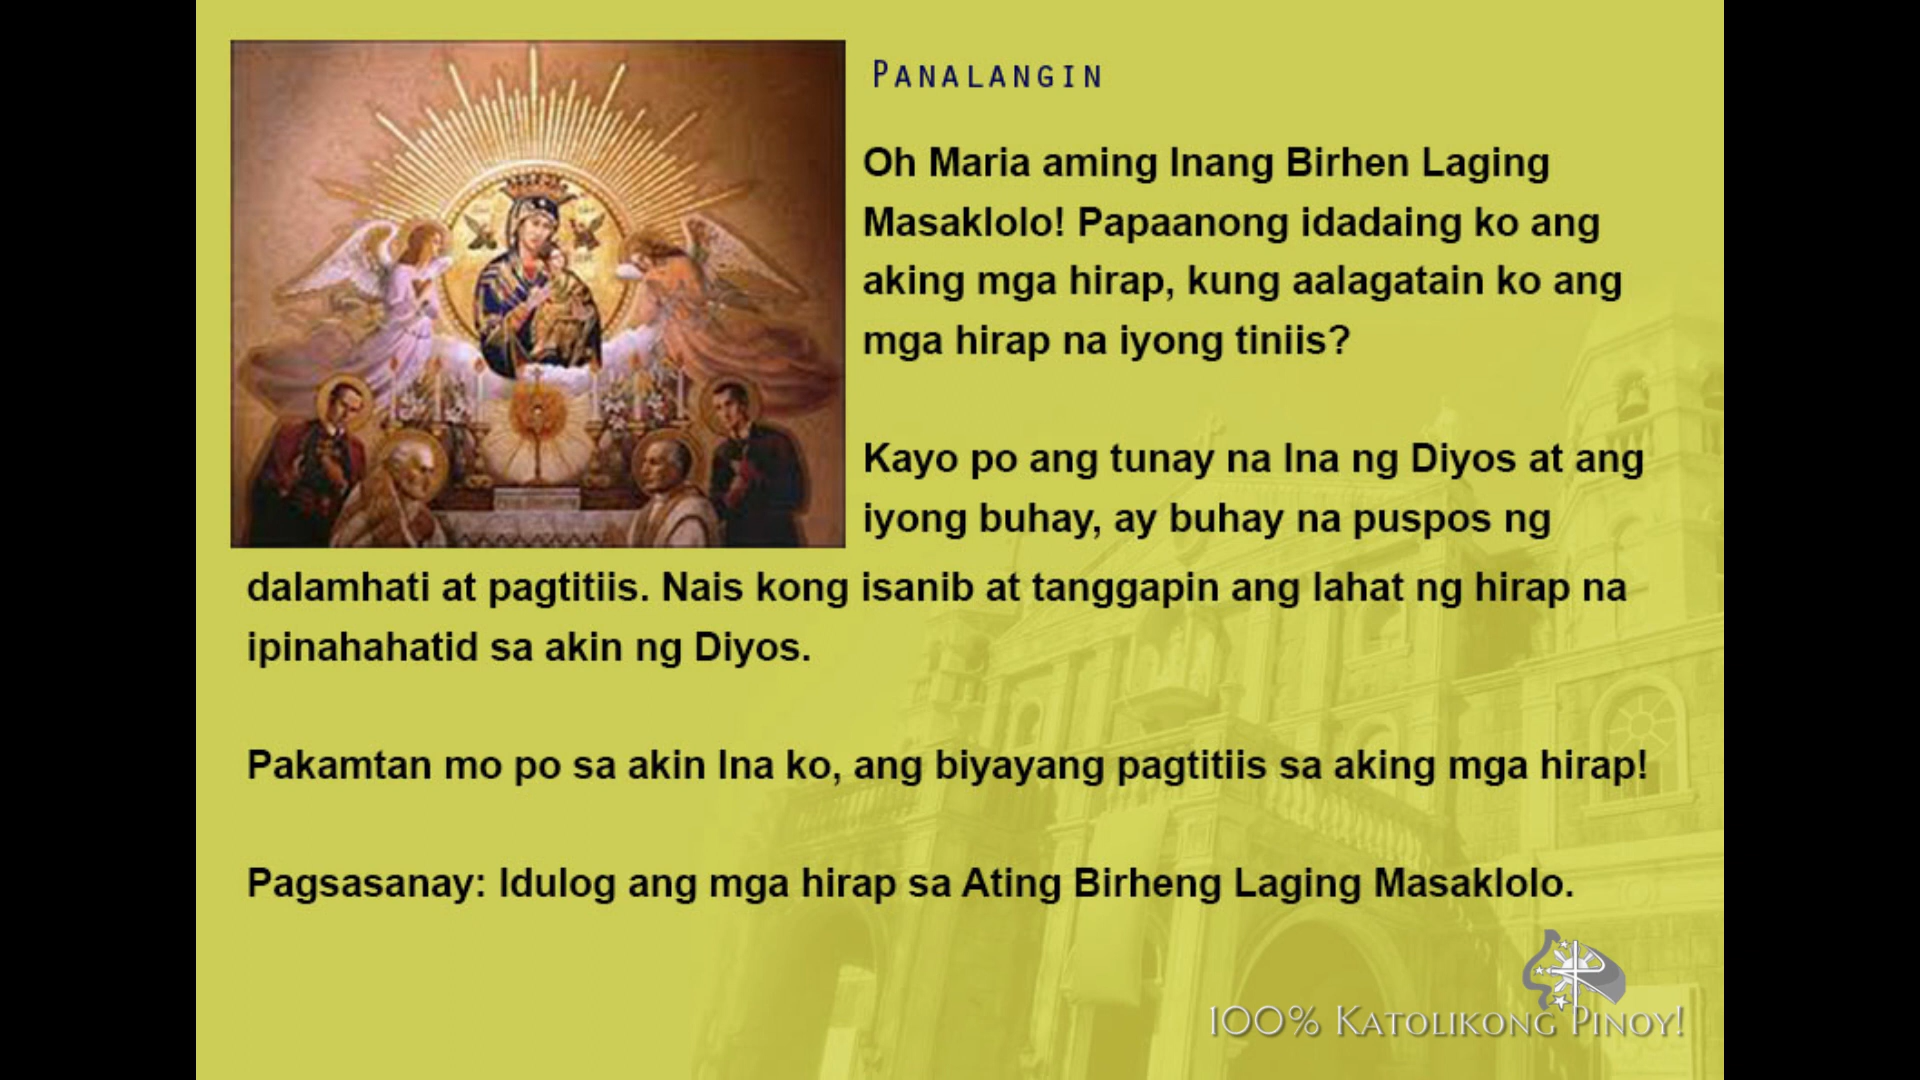 PANALANGIN
Oh Maria aming Inang Birhen Laging
Masaklolo! Papaanong idadaing ko ang
aking mga hirap, kung aalagatain ko ang
mga hirap na iyong tiniis?
Kayo po ang tunay na Ina ng Diyos at ang
iyong buhay, ay buhay na puspos ng
dalamhati at pagtitiis. Nais kong isanib at tanggapin ang lahat ng hirap na
ipinahahatid sa akin ng Diyos.
Pakamtan mo po sa akin Ina ko, ang biyayang pagtitiis sa aking mga hirap!
Pagsasanay: Idulog ang mga hirap sa Ating Birheng Laging Masaklolo.
100% KATOLIKONG PINOY!